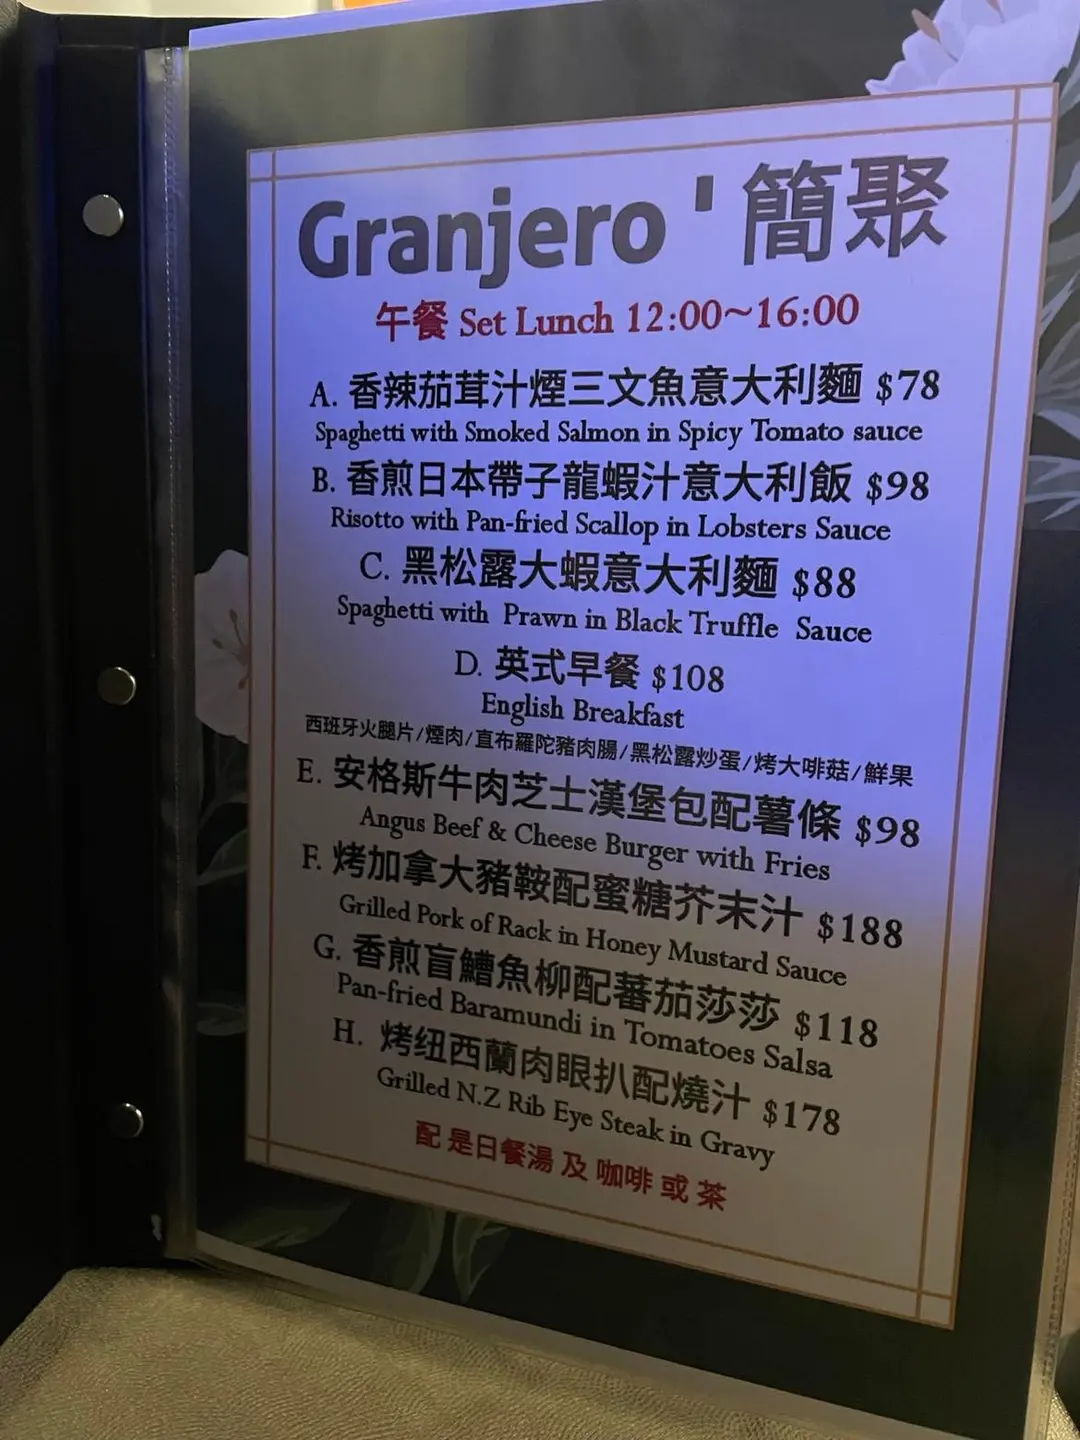 Granjero '簡聚
午餐 Set Lunch 12:00~16:00
A. 香辣茄茸汁煙三文魚意大利麵 $78
Spaghetti with Smoked Salmon in Spicy Tomato sauce
B. 香煎日本帶子龍蝦汁意大利飯 $98
Risotto with Pan-fried Scallop in Lobsters Sauce
C. 黑松露大蝦意大利麵 $88
Spaghetti with Prawn in Black Truffle Sauce
D. 英式早餐 $108
English Breakfast
西班牙火腿片/煙肉/直布羅陀豬肉腸/黑松露炒蛋/烤大啡菇/鮮果
E. 安格斯牛肉芝士漢堡包配薯條 $98
Angus Beef & Cheese Burger with Fries
F. 烤加拿大豬鞍配蜜糖芥末汁 $188
Grilled Pork of Rack in Honey Mustard Sauce
G. 香煎盲鰽魚柳配蕃茄莎莎 $118
Pan-fried Baramundi in Tomatoes Salsa
H. 烤纽西蘭肉眼扒配燒汁 $178
Grilled N.Z Rib Eye Steak in Gravy
配 是日餐湯 及 咖啡 或 茶